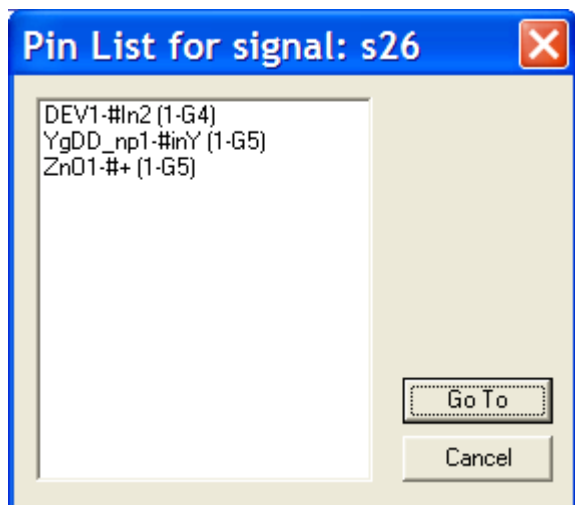 Pin List for signal: s26
DEV1-#In2 (1-G4)
YgDD_np1-#inY (1-G5)
ZnO1-#+ (1-G5)
Go To
Cancel